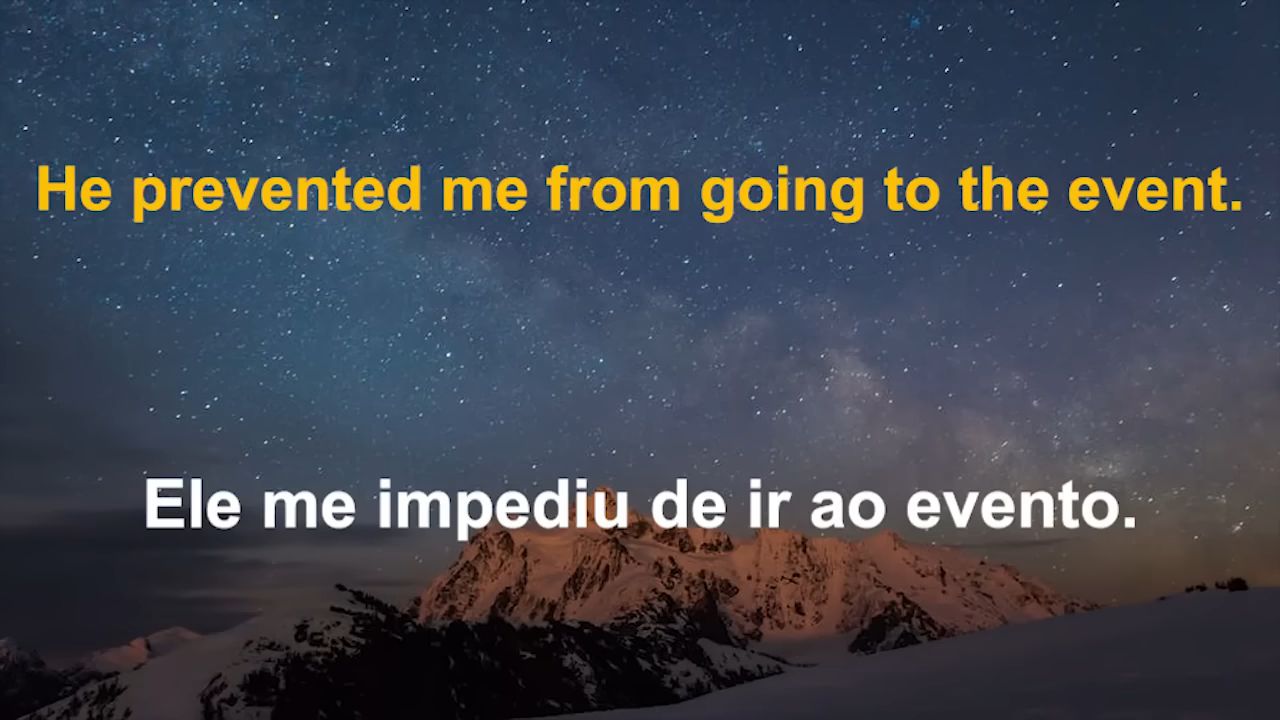 He prevented me from going to the event.
Ele me impediu de ir ao evento.